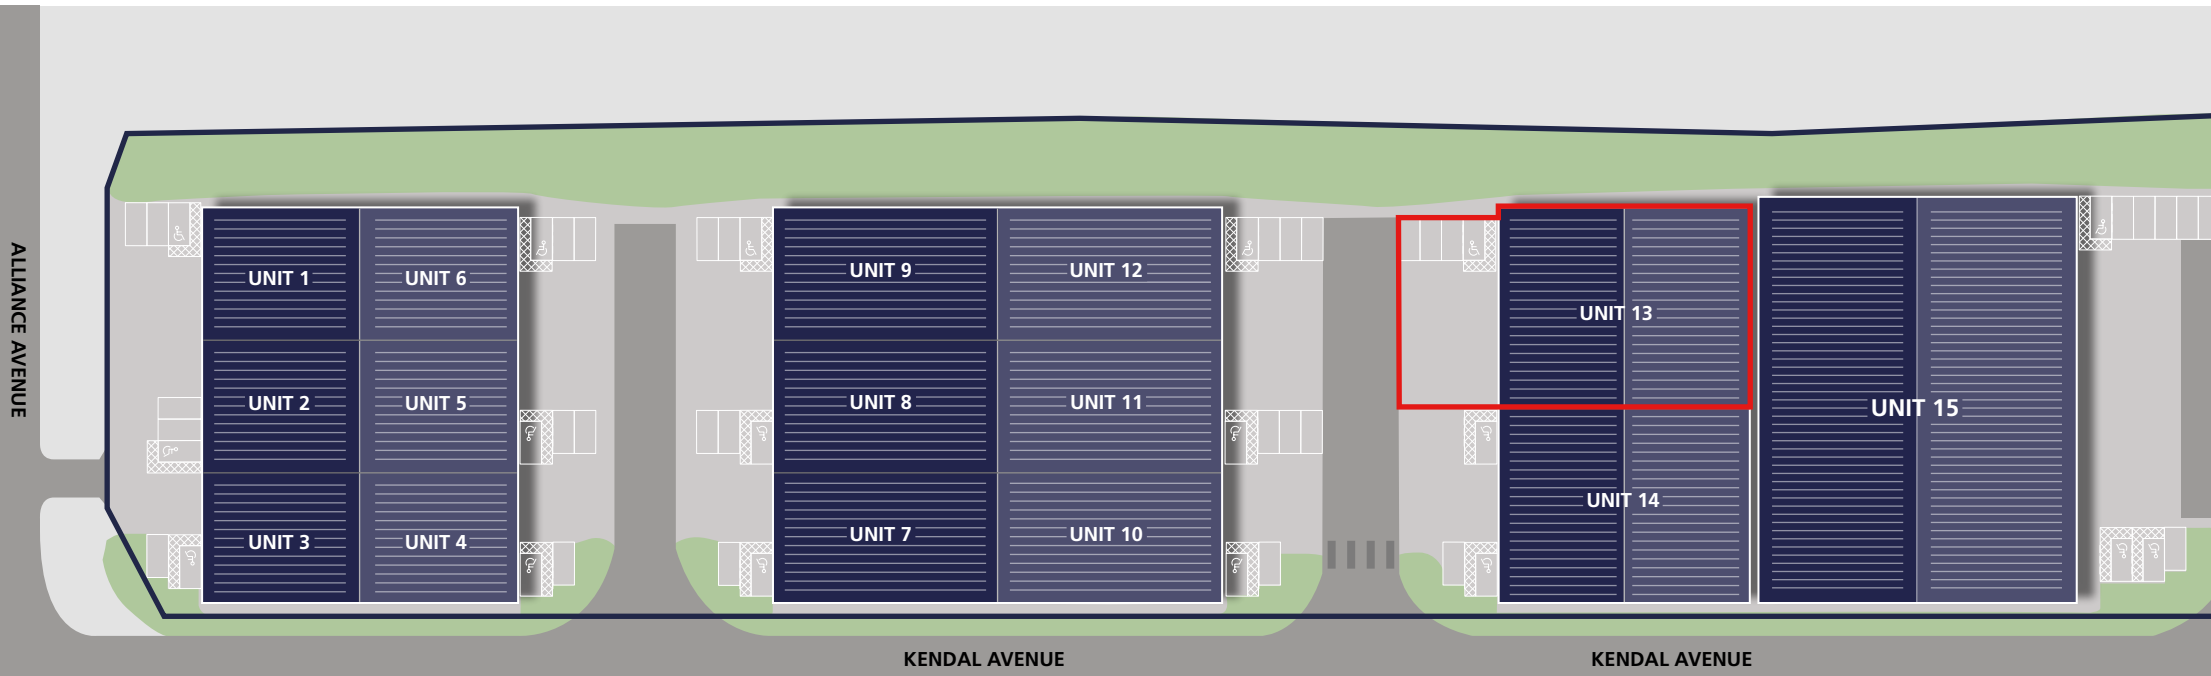 ALLIANCE AVENUE
UNIT 1
UNIT 6
UNIT 2
UNIT 5
UNIT 3
UNIT 4
UNIT 9
UNIT 12
UNIT 8
UNIT 11
UNIT 7
UNIT 10
UNIT 13
UNIT 14
UNIT 15
KENDAL AVENUE
KENDAL AVENUE